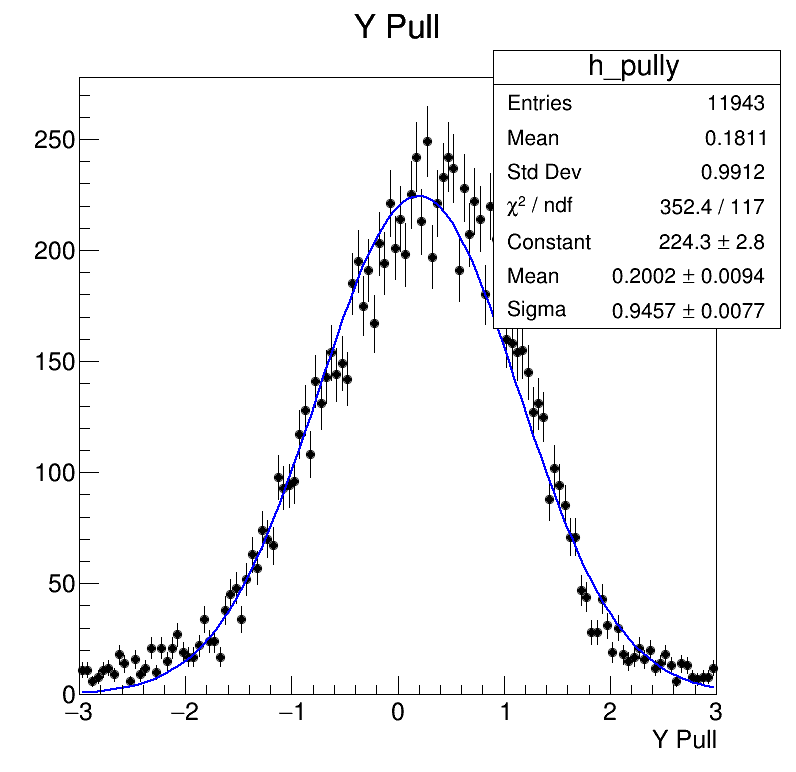 Y Pull
h_pully
Entries 11943
Mean 0.1811
Std Dev 0.9912
χ² / ndf 352.4 / 117
Constant 224.3 ± 2.8
Mean 0.2002 ± 0.0094
Sigma 0.9457 ± 0.0077
250
200
150
100
50
0
−3 −2 −1 0 1 2 3
Y Pull